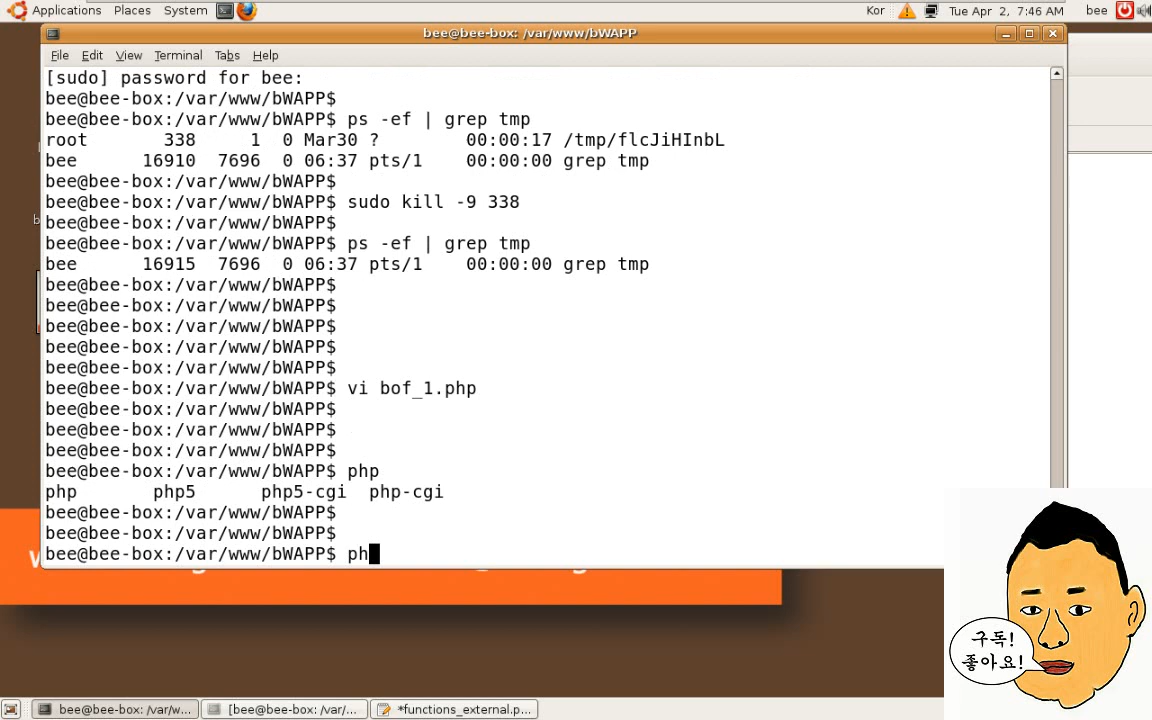 Applications Places System Kor Tue Apr 2, 7:46 AM bee
bee@bee-box: /var/www/bWAPP
File Edit View Terminal Tabs Help
[sudo] password for bee:
bee@bee-box:/var/www/bWAPP$
bee@bee-box:/var/www/bWAPP$ ps -ef | grep tmp
root 338 1 0 Mar30 ? 00:00:17 /tmp/flcJiHInbL
bee 16910 7696 0 06:37 pts/1 00:00:00 grep tmp
bee@bee-box:/var/www/bWAPP$
bee@bee-box:/var/www/bWAPP$ sudo kill -9 338
bee@bee-box:/var/www/bWAPP$
bee@bee-box:/var/www/bWAPP$ ps -ef | grep tmp
bee 16915 7696 0 06:37 pts/1 00:00:00 grep tmp
bee@bee-box:/var/www/bWAPP$
bee@bee-box:/var/www/bWAPP$
bee@bee-box:/var/www/bWAPP$
bee@bee-box:/var/www/bWAPP$
bee@bee-box:/var/www/bWAPP$
bee@bee-box:/var/www/bWAPP$ vi bof_1.php
bee@bee-box:/var/www/bWAPP$
bee@bee-box:/var/www/bWAPP$
bee@bee-box:/var/www/bWAPP$
bee@bee-box:/var/www/bWAPP$ php
php php5 php5-cgi php-cgi
bee@bee-box:/var/www/bWAPP$
bee@bee-box:/var/www/bWAPP$
bee@bee-box:/var/www/bWAPP$ ph
구독!
좋아요!
bee@bee-box: /var/w... [bee@bee-box: /var/... *functions_external.p...